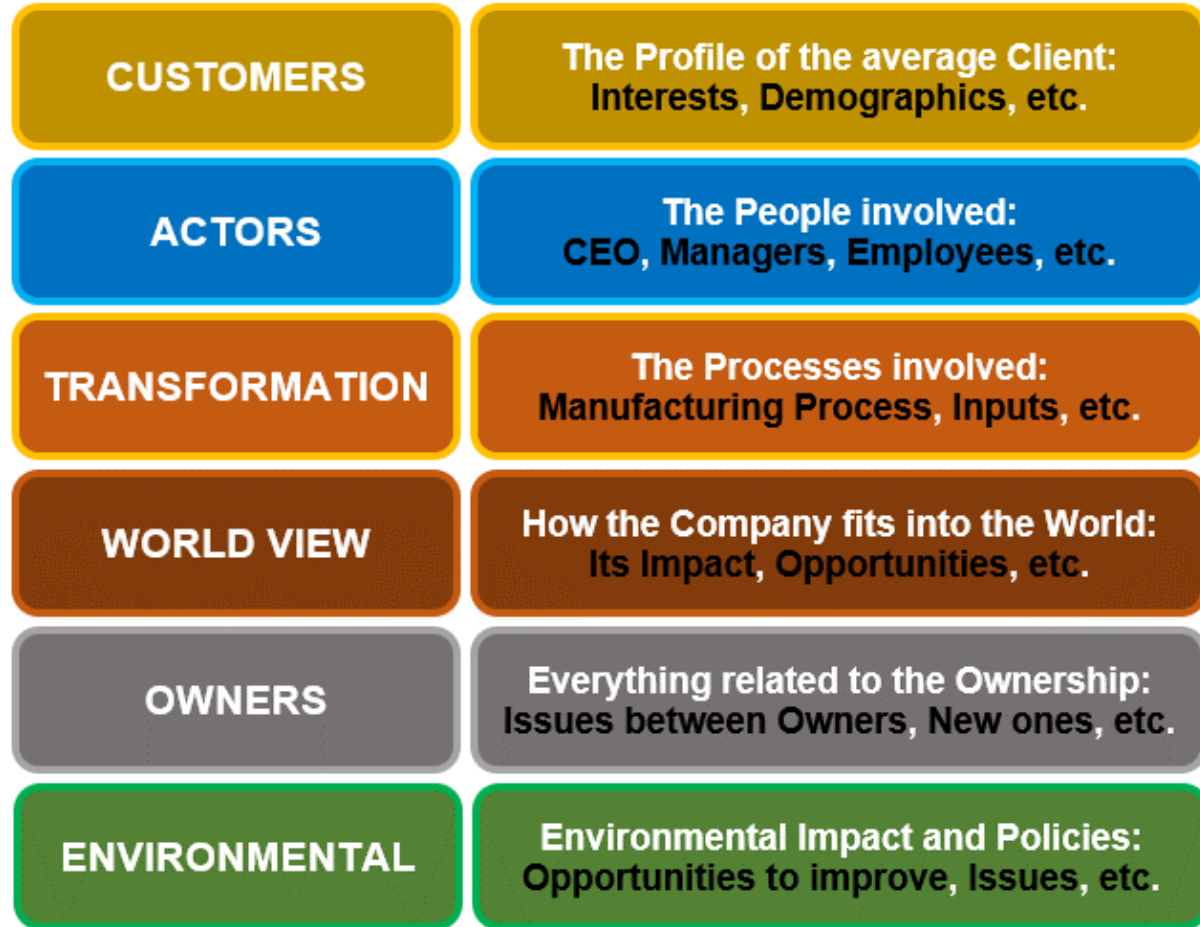 CUSTOMERS
The Profile of the average Client:
Interests, Demographics, etc.
ACTORS
The People involved:
CEO, Managers, Employees, etc.
TRANSFORMATION
The Processes involved:
Manufacturing Process, Inputs, etc.
WORLD VIEW
How the Company fits into the World:
Its Impact, Opportunities, etc.
OWNERS
Everything related to the Ownership:
Issues between Owners, New ones, etc.
ENVIRONMENTAL
Environmental Impact and Policies:
Opportunities to improve, Issues, etc.